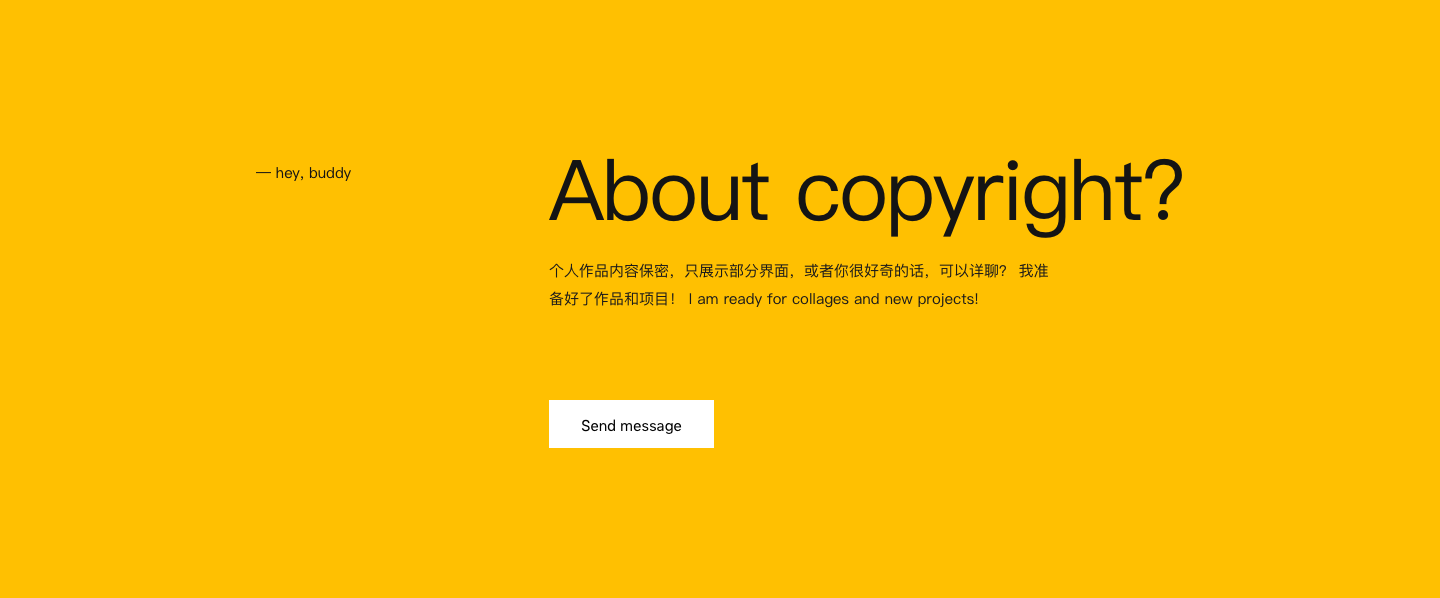 — hey, buddy
About copyright?
个人作品内容保密，只展示部分界面，或者你很好奇的话，可以详聊？ 我准
备好了作品和项目！ I am ready for collages and new projects!
Send message